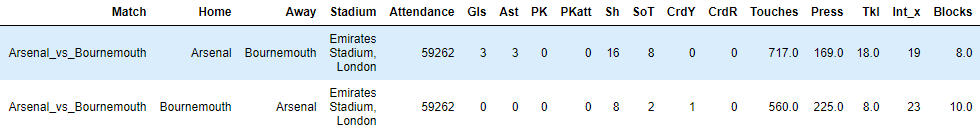 Match Home Away Stadium Attendance Gls Ast PK PKatt Sh SoT CrdY CrdR Touches Press Tkl Int_x Blocks
Arsenal_vs_Bournemouth Arsenal Bournemouth Emirates Stadium, London 59262 3 3 0 0 16 8 0 0 717.0 169.0 18.0 19 8.0
Arsenal_vs_Bournemouth Bournemouth Arsenal Emirates Stadium, London 59262 0 0 0 0 8 2 1 0 560.0 225.0 8.0 23 10.0